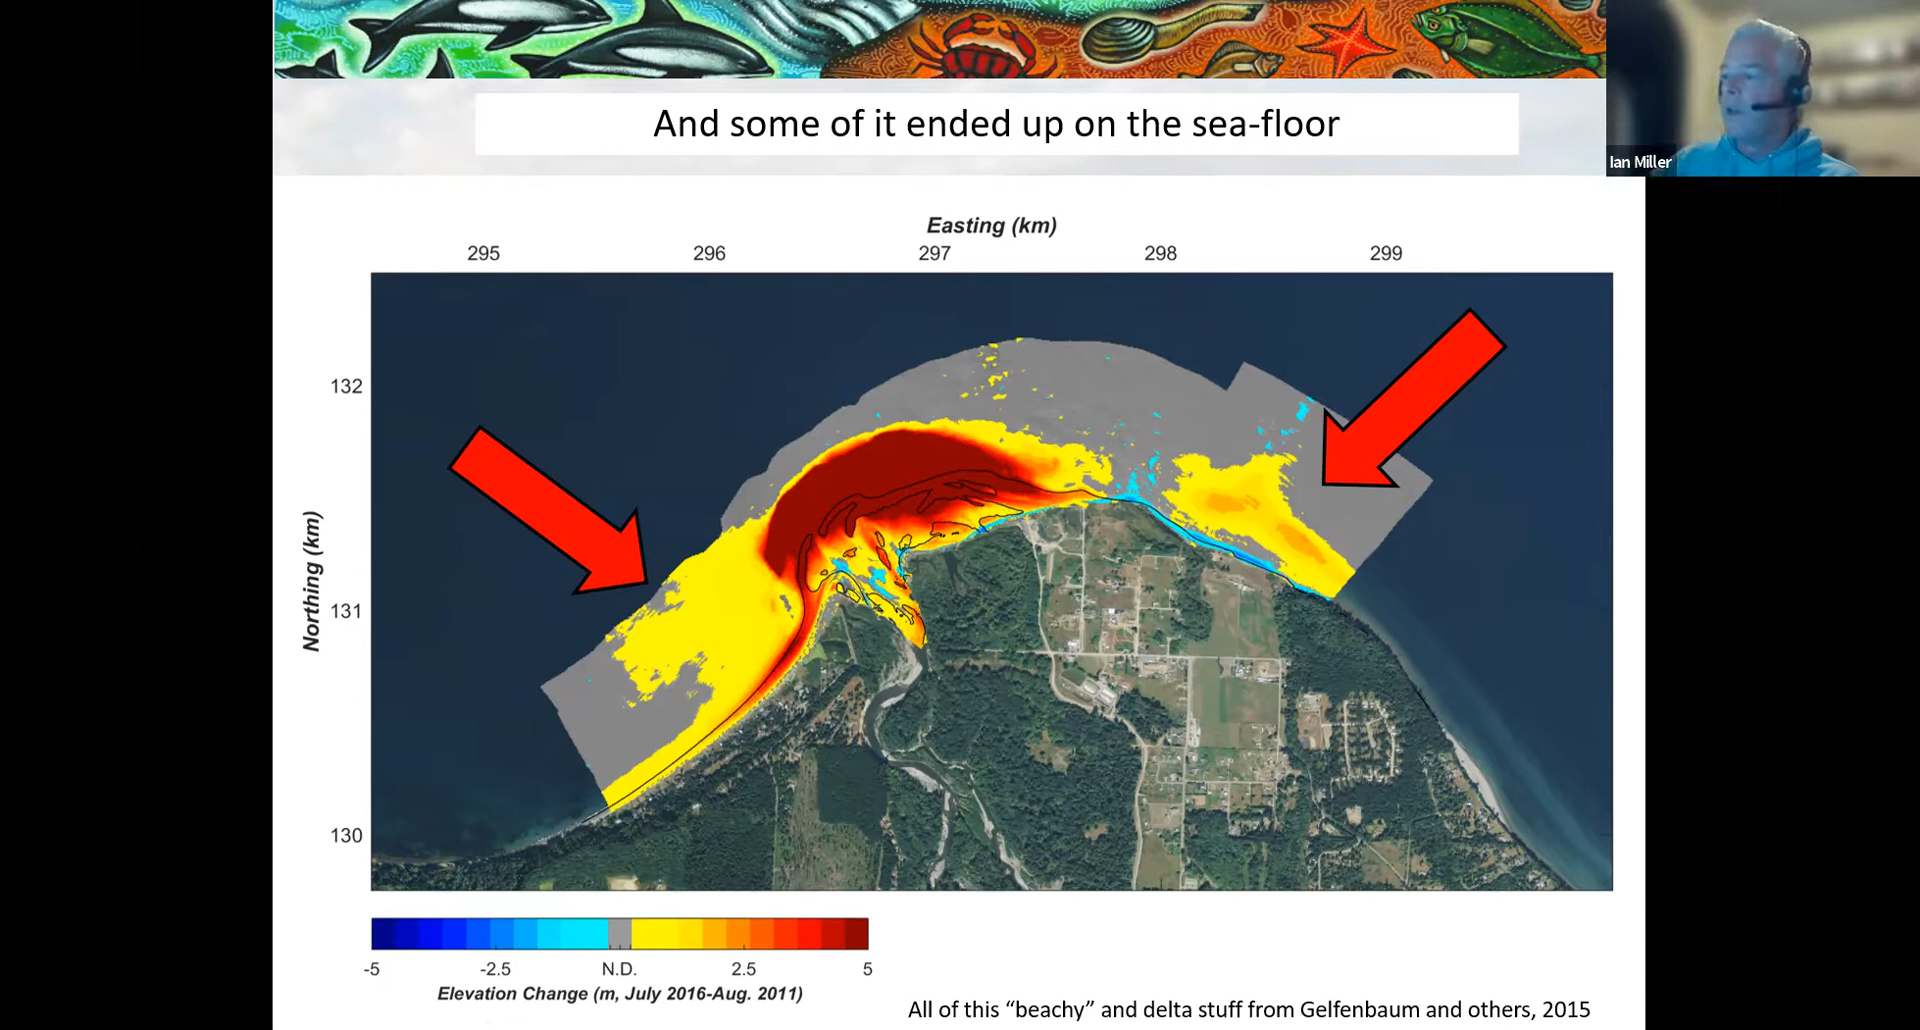 And some of it ended up on the sea-floor
Ian Miller
Easting (km)
295 296 297 298 299
Northing (km)
132
131
130
-5 -2.5 N.D. 2.5 5
Elevation Change (m, July 2016-Aug. 2011)
All of this “beachy” and delta stuff from Gelfenbaum and others, 2015